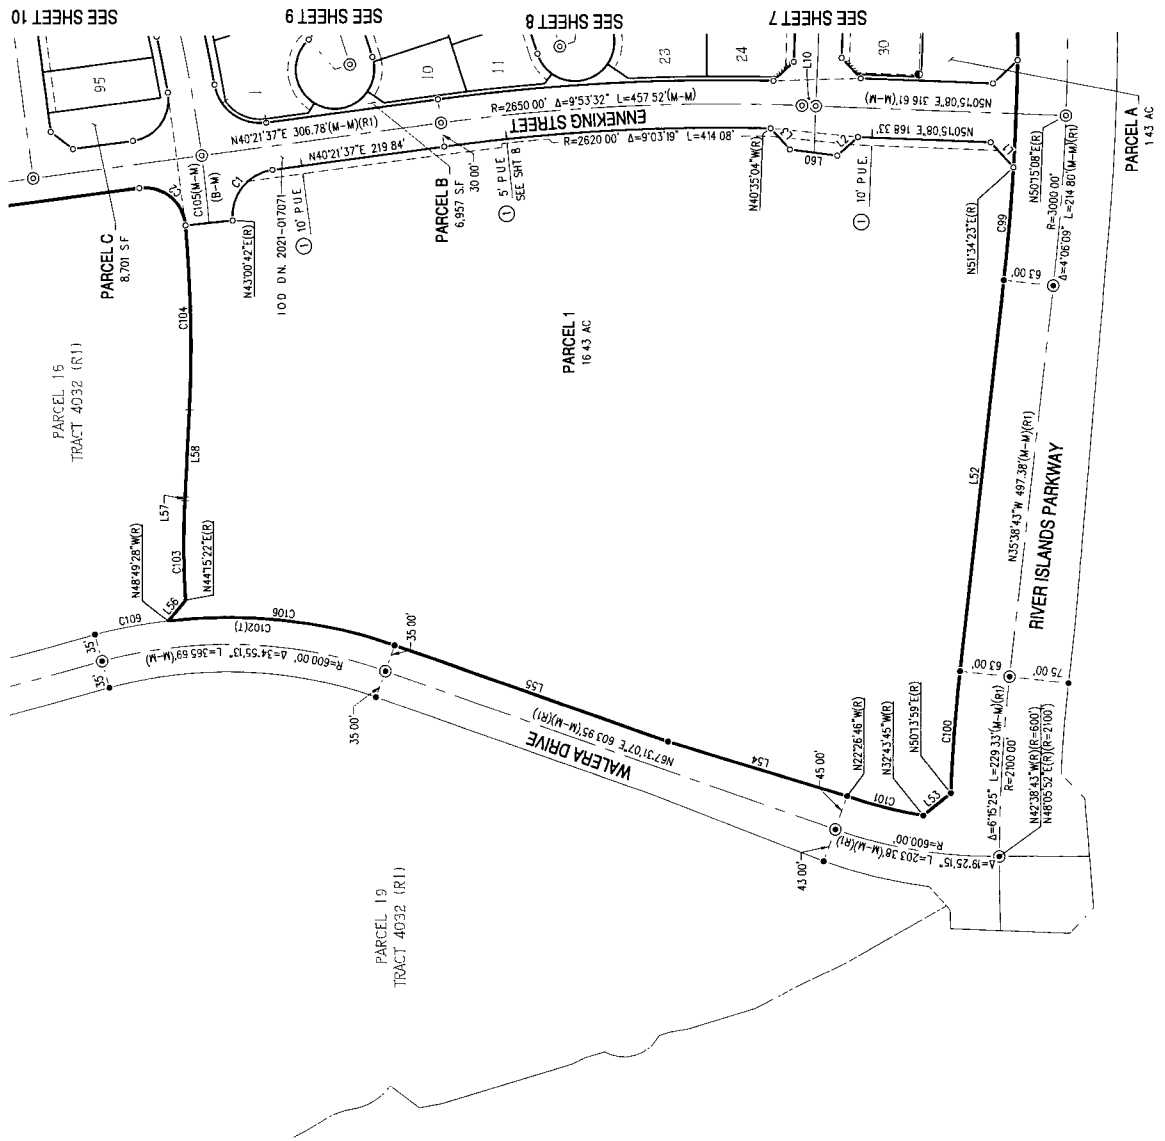 SEE SHEET 10
SEE SHEET 9
SEE SHEET 8
SEE SHEET 7
95
1
10
11
23
24
30
L10
PARCEL C
8,701 S.F
C105(M-M)
(B-M)
N40°21'37"E 306.78'(M-M)(R1)
N40°21'37"E 219 84'
ENNEKING STREET
R=2650 00' Δ=9°53'32" L=457 52'(M-M)
R=2620 00' Δ=9°03'19" L=414 08'
N50°15'08"E 316 61(M-M)
N50°15'08"E 168 33'
C2
C1
L60
L1
N43°00'42"E(R)
IOD DN. 2021-017071
1 10' PUE
PARCEL B
6,957 S.F
30.00'
1 5' PUE
SEE SHT 8
N40°35'04"W(R)
1 10' P.U.E
N51°34'23"E(R)
N50°15'08"E(R)
PARCEL A
1 43 AC
R=3000 00'
Δ=4°06'09" L=214 80'(M-M)(R1)
C99
63 00'
PARCEL 16
TRACT 4032 (R1)
C104
L58
L57
C103
N48°49'28"W(R)
N44°15'22"E(R)
L56
C109
C106
C102(T)
35'
35'
R=600.00' Δ=34°55'13" L=365 69'(M-M)
35 00'
35 00'
PARCEL 1
16 43 AC
L52
N35°38'43"W 497.38'(M-M)(R1)
RIVER ISLANDS PARKWAY
L55
N67°31'07"E 603 95'(M-M)(R1)
WALERA DRIVE
L54
45 00'
N22°26'46"W(R)
N32°43'45"W(R)
N50°13'59"E(R)
C101
L53
C100
63 00'
75 00'
43 00'
R=600.00'
Δ=19°25'15" L=203 38'(M-M)(R1)
Δ=6°15'25" L=229 33'(M-M)(R1)
R=2100 00'
N42°38'43"W(R)(R=600')
N48°05'52"E(R)(R=2100')
PARCEL 19
TRACT 4032 (R1)